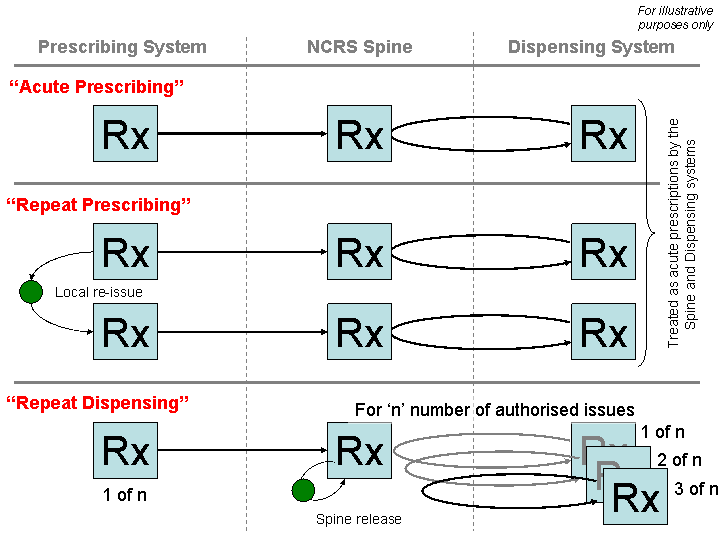 For illustrative
purposes only
Prescribing System
NCRS Spine
Dispensing System
“Acute Prescribing”
Rx
Rx
Rx
“Repeat Prescribing”
Rx
Rx
Rx
Local re-issue
Rx
Rx
Rx
Treated as acute prescriptions by the
Spine and Dispensing systems
“Repeat Dispensing”
For ‘n’ number of authorised issues
Rx
Rx
Rx
1 of n
R
2 of n
Rx
3 of n
1 of n
Spine release